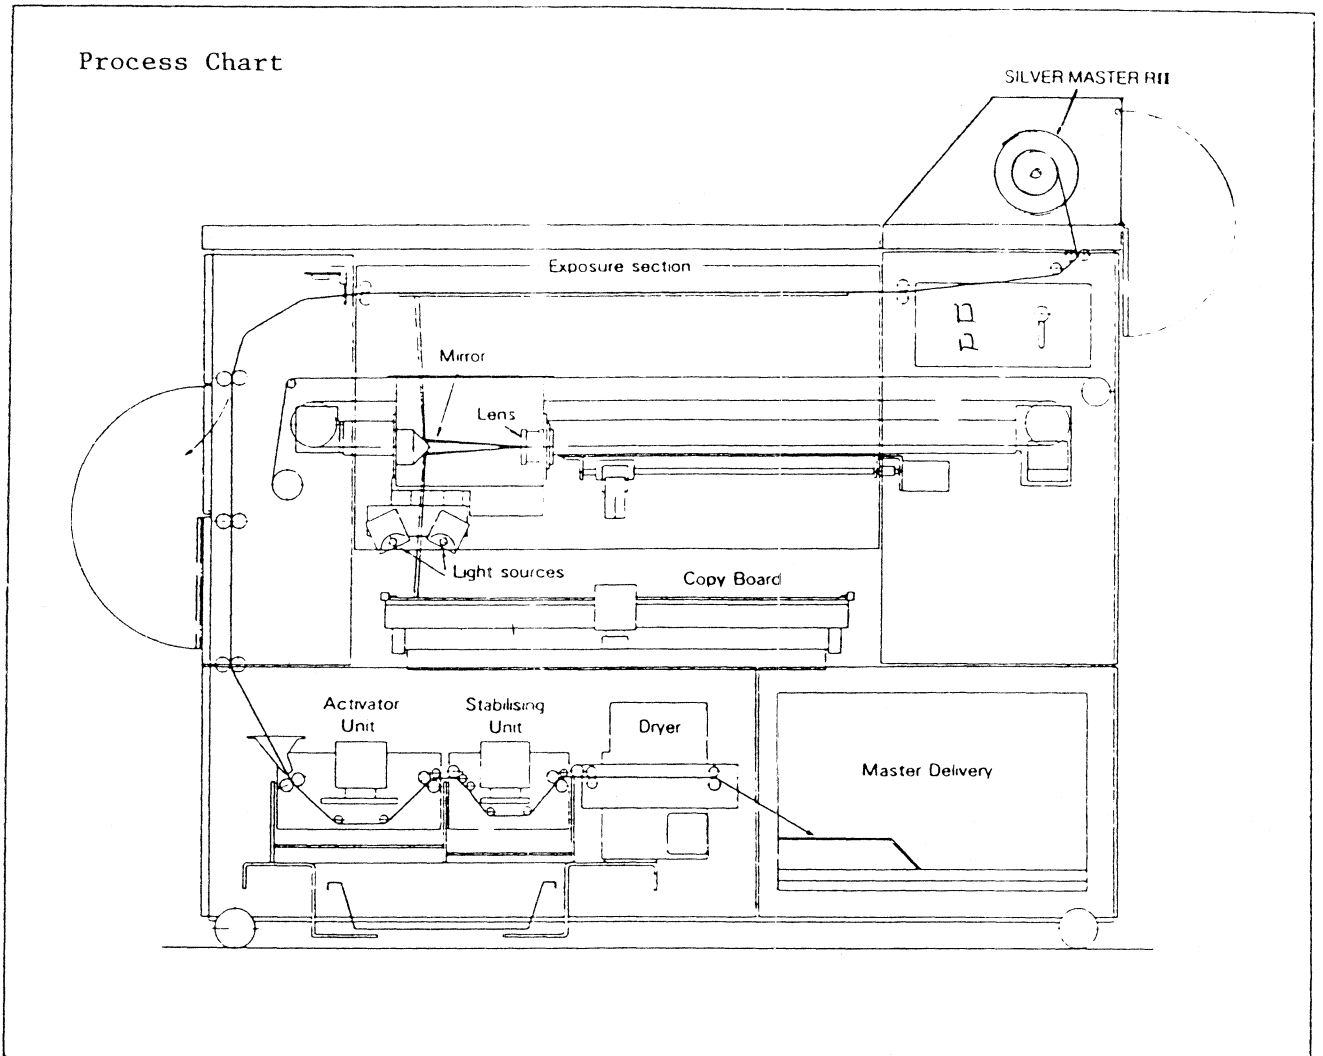 Process Chart
SILVER MASTER RII
Exposure section
Mirror
Lens
Light sources
Copy Board
Activator
Unit
Stabilising
Unit
Dryer
Master Delivery